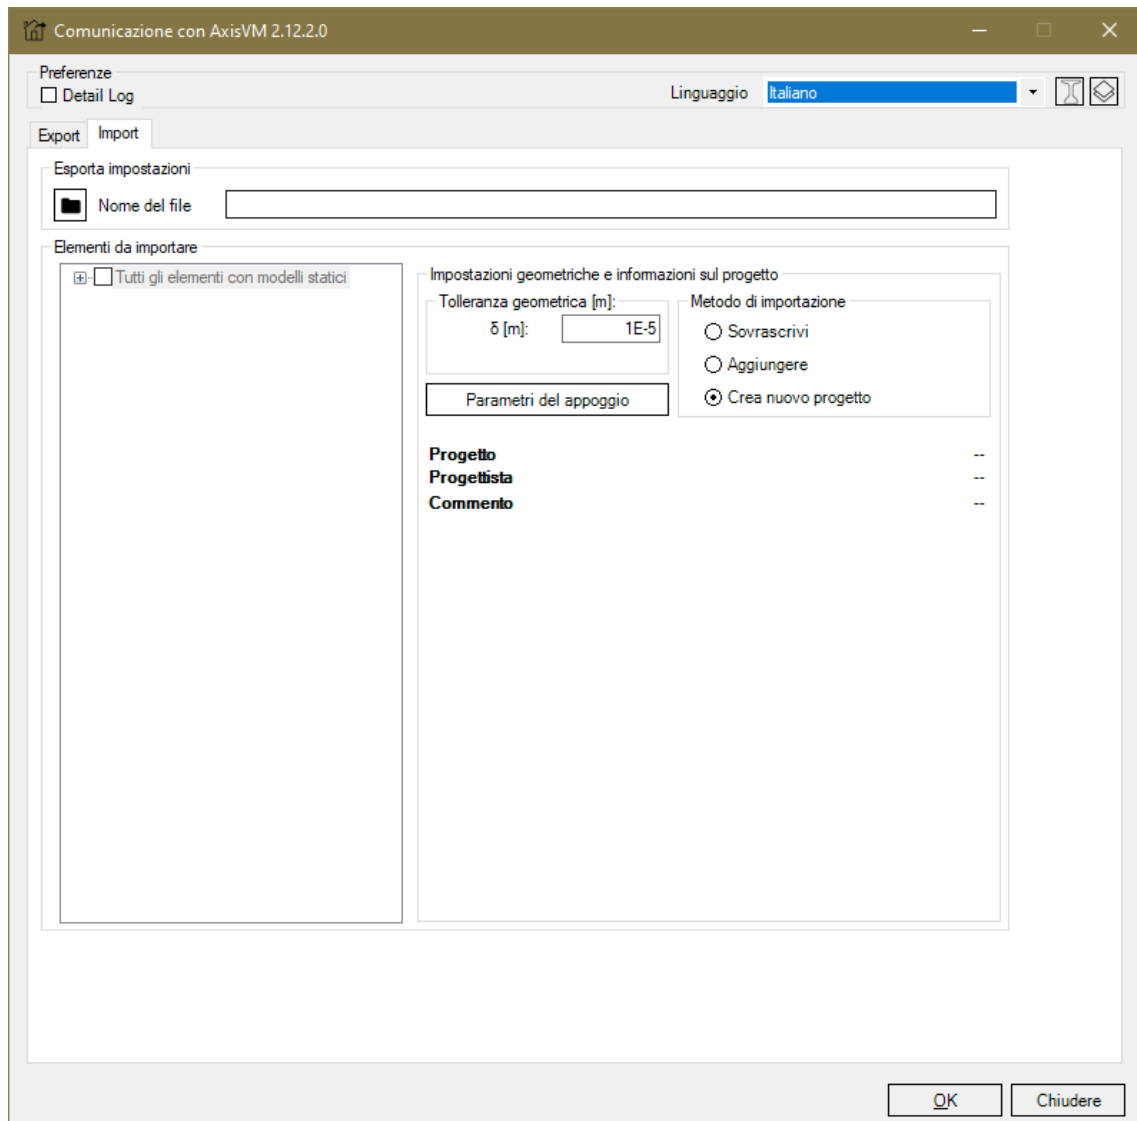 Comunicazione con AxisVM 2.12.2.0
Preferenze
Detail Log
Linguaggio Italiano
Export Import
Esporta impostazioni
Nome del file
Elementi da importare
Tutti gli elementi con modelli statici
Impostazioni geometriche e informazioni sul progetto
Tolleranza geometrica [m]:
δ [m]: 1E-5
Metodo di importazione
Sovrascrivi
Aggiungere
Crea nuovo progetto
Parametri del appoggio
Progetto --
Progettista --
Commento --
OK Chiudere